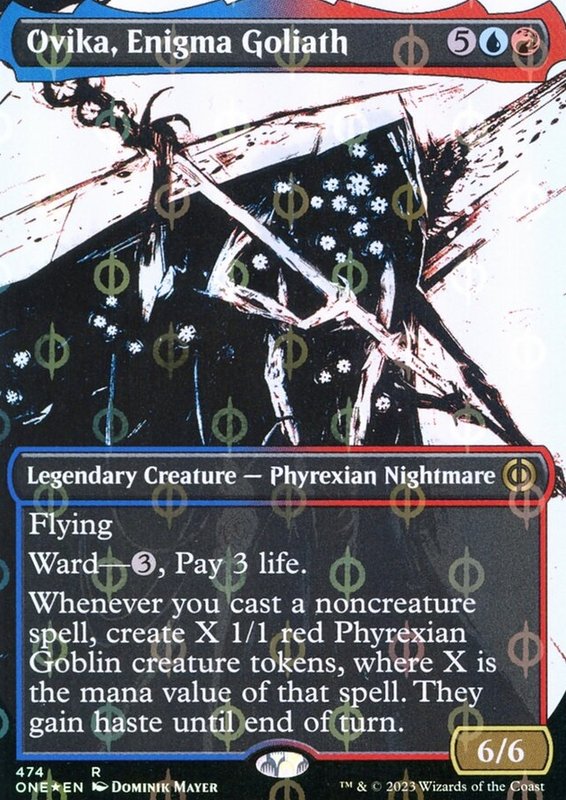 Ovika, Enigma Goliath 5
Legendary Creature — Phyrexian Nightmare
Flying
Ward—3, Pay 3 life.
Whenever you cast a noncreature
spell, create X 1/1 red Phyrexian
Goblin creature tokens, where X is
the mana value of that spell. They
gain haste until end of turn.
6/6
474 R
ONE★EN Dominik Mayer
™ & © 2023 Wizards of the Coast